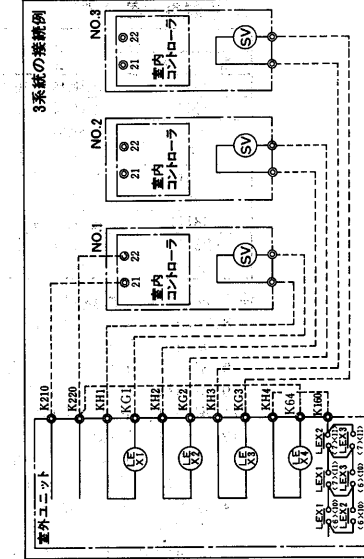 3系統の接続例
NO.1
21
22
室内
コントローラ
SV
NO.2
21
22
室内
コントローラ
SV
NO.3
21
22
室内
コントローラ
SV
室外ユニット
K210
K220
KH1
KG1
KH2
KG2
KH3
KG3
KH4
K64
LE
X1
LE
X2
LE
X3
LE
X4
LEX1
LEX1
LEX2
LEX2
LEX3
LEX3